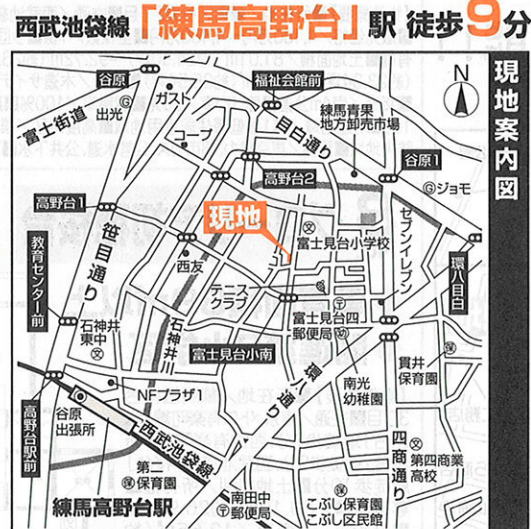 西武池袋線「練馬高野台」駅 徒歩9分
現地案内図
N
谷原
ガスト
福祉会館前
富士街道
出光
コープ
目白通り
練馬青果
地方卸売市場
谷原1
高野台2
ジョモ
高野台1
現地
笹目通り
富士見台小学校
セブンイレブン
環八目白
教育センター前
西友
テニス
クラブ
石神井
東中
石神井川
富士見台四
郵便局
富士見台小南
環八通り
貫井
保育園
NFプラザ1
南光
幼稚園
高野台駅前
谷原
出張所
西武池袋線
四商通り
第四商業
高校
第二
保育園
練馬高野台駅
南田中
郵便局
こぶし保育園
こぶし区民館